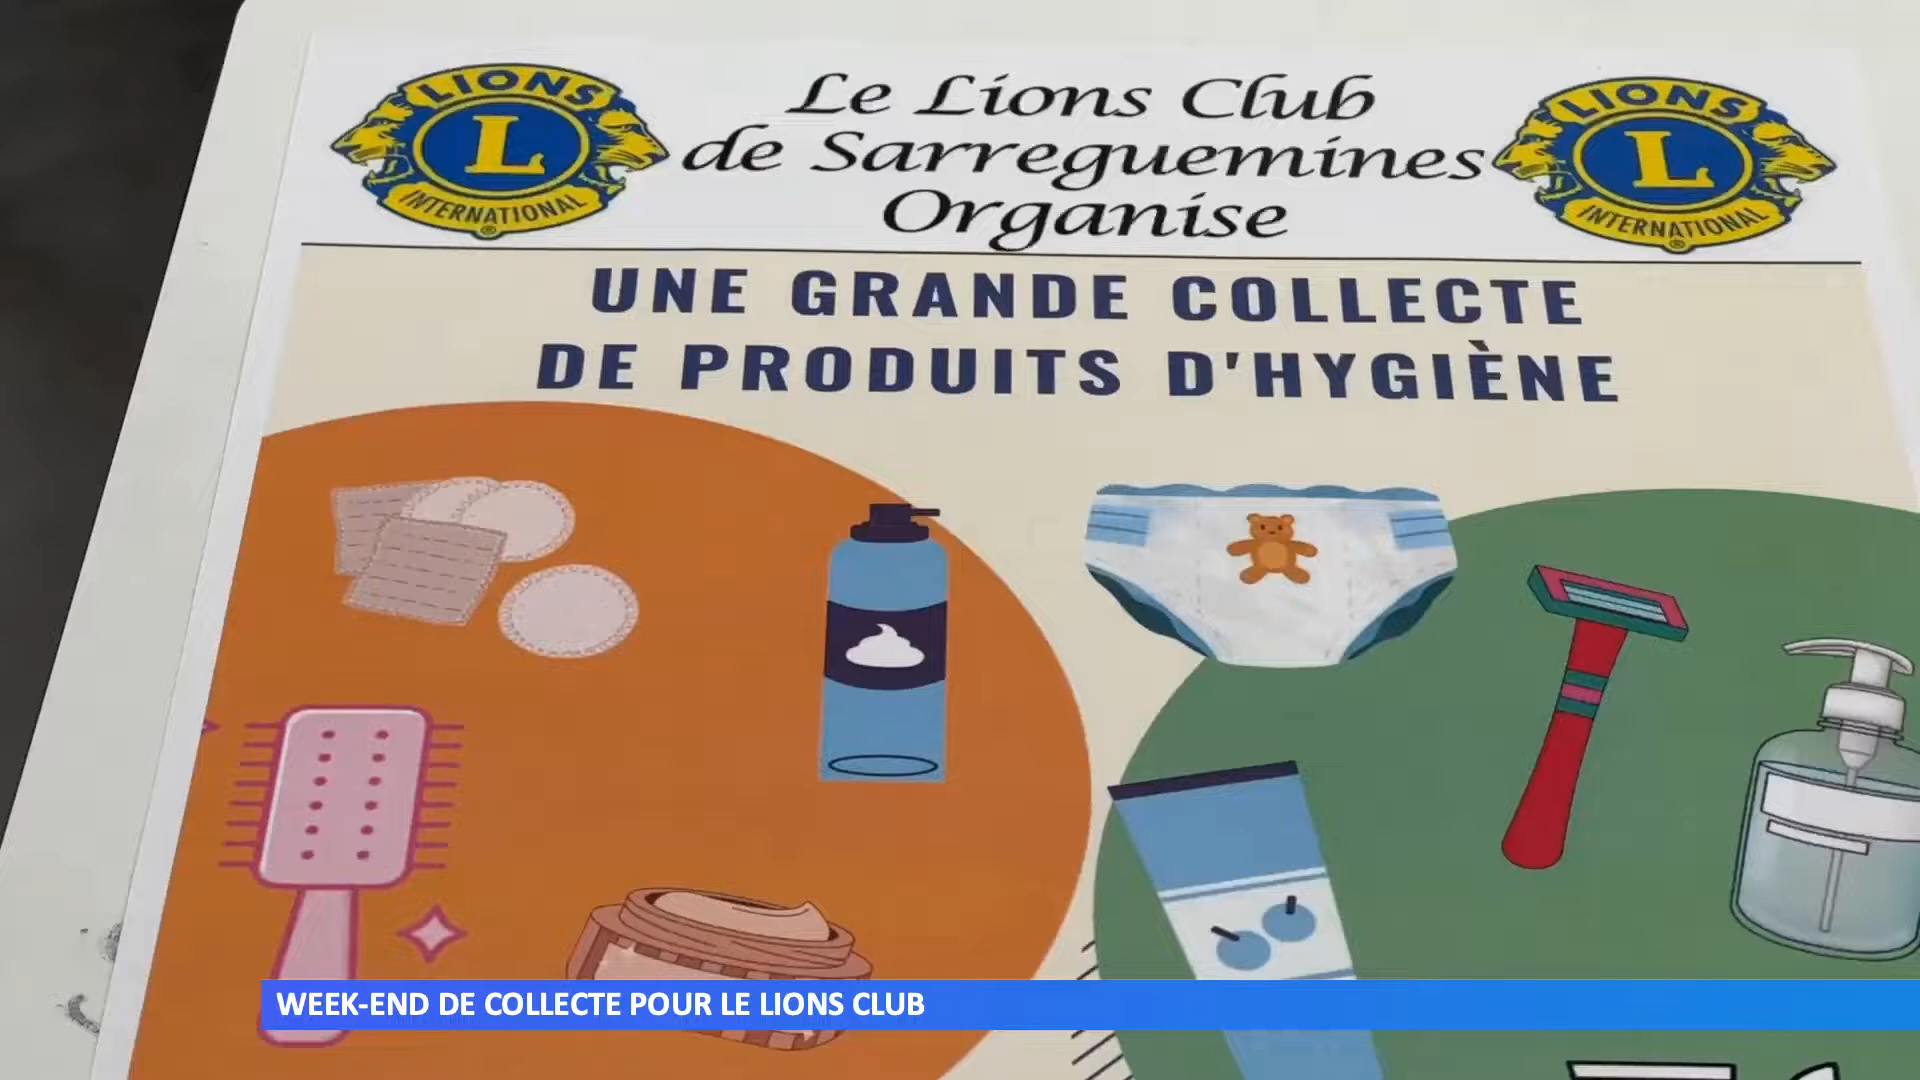 LIONS
L
INTERNATIONAL
®
Le Lions Club
de Sarreguemines
Organise
LIONS
L
INTERNATIONAL
®
UNE GRANDE COLLECTE
DE PRODUITS D'HYGIÈNE
WEEK-END DE COLLECTE POUR LE LIONS CLUB